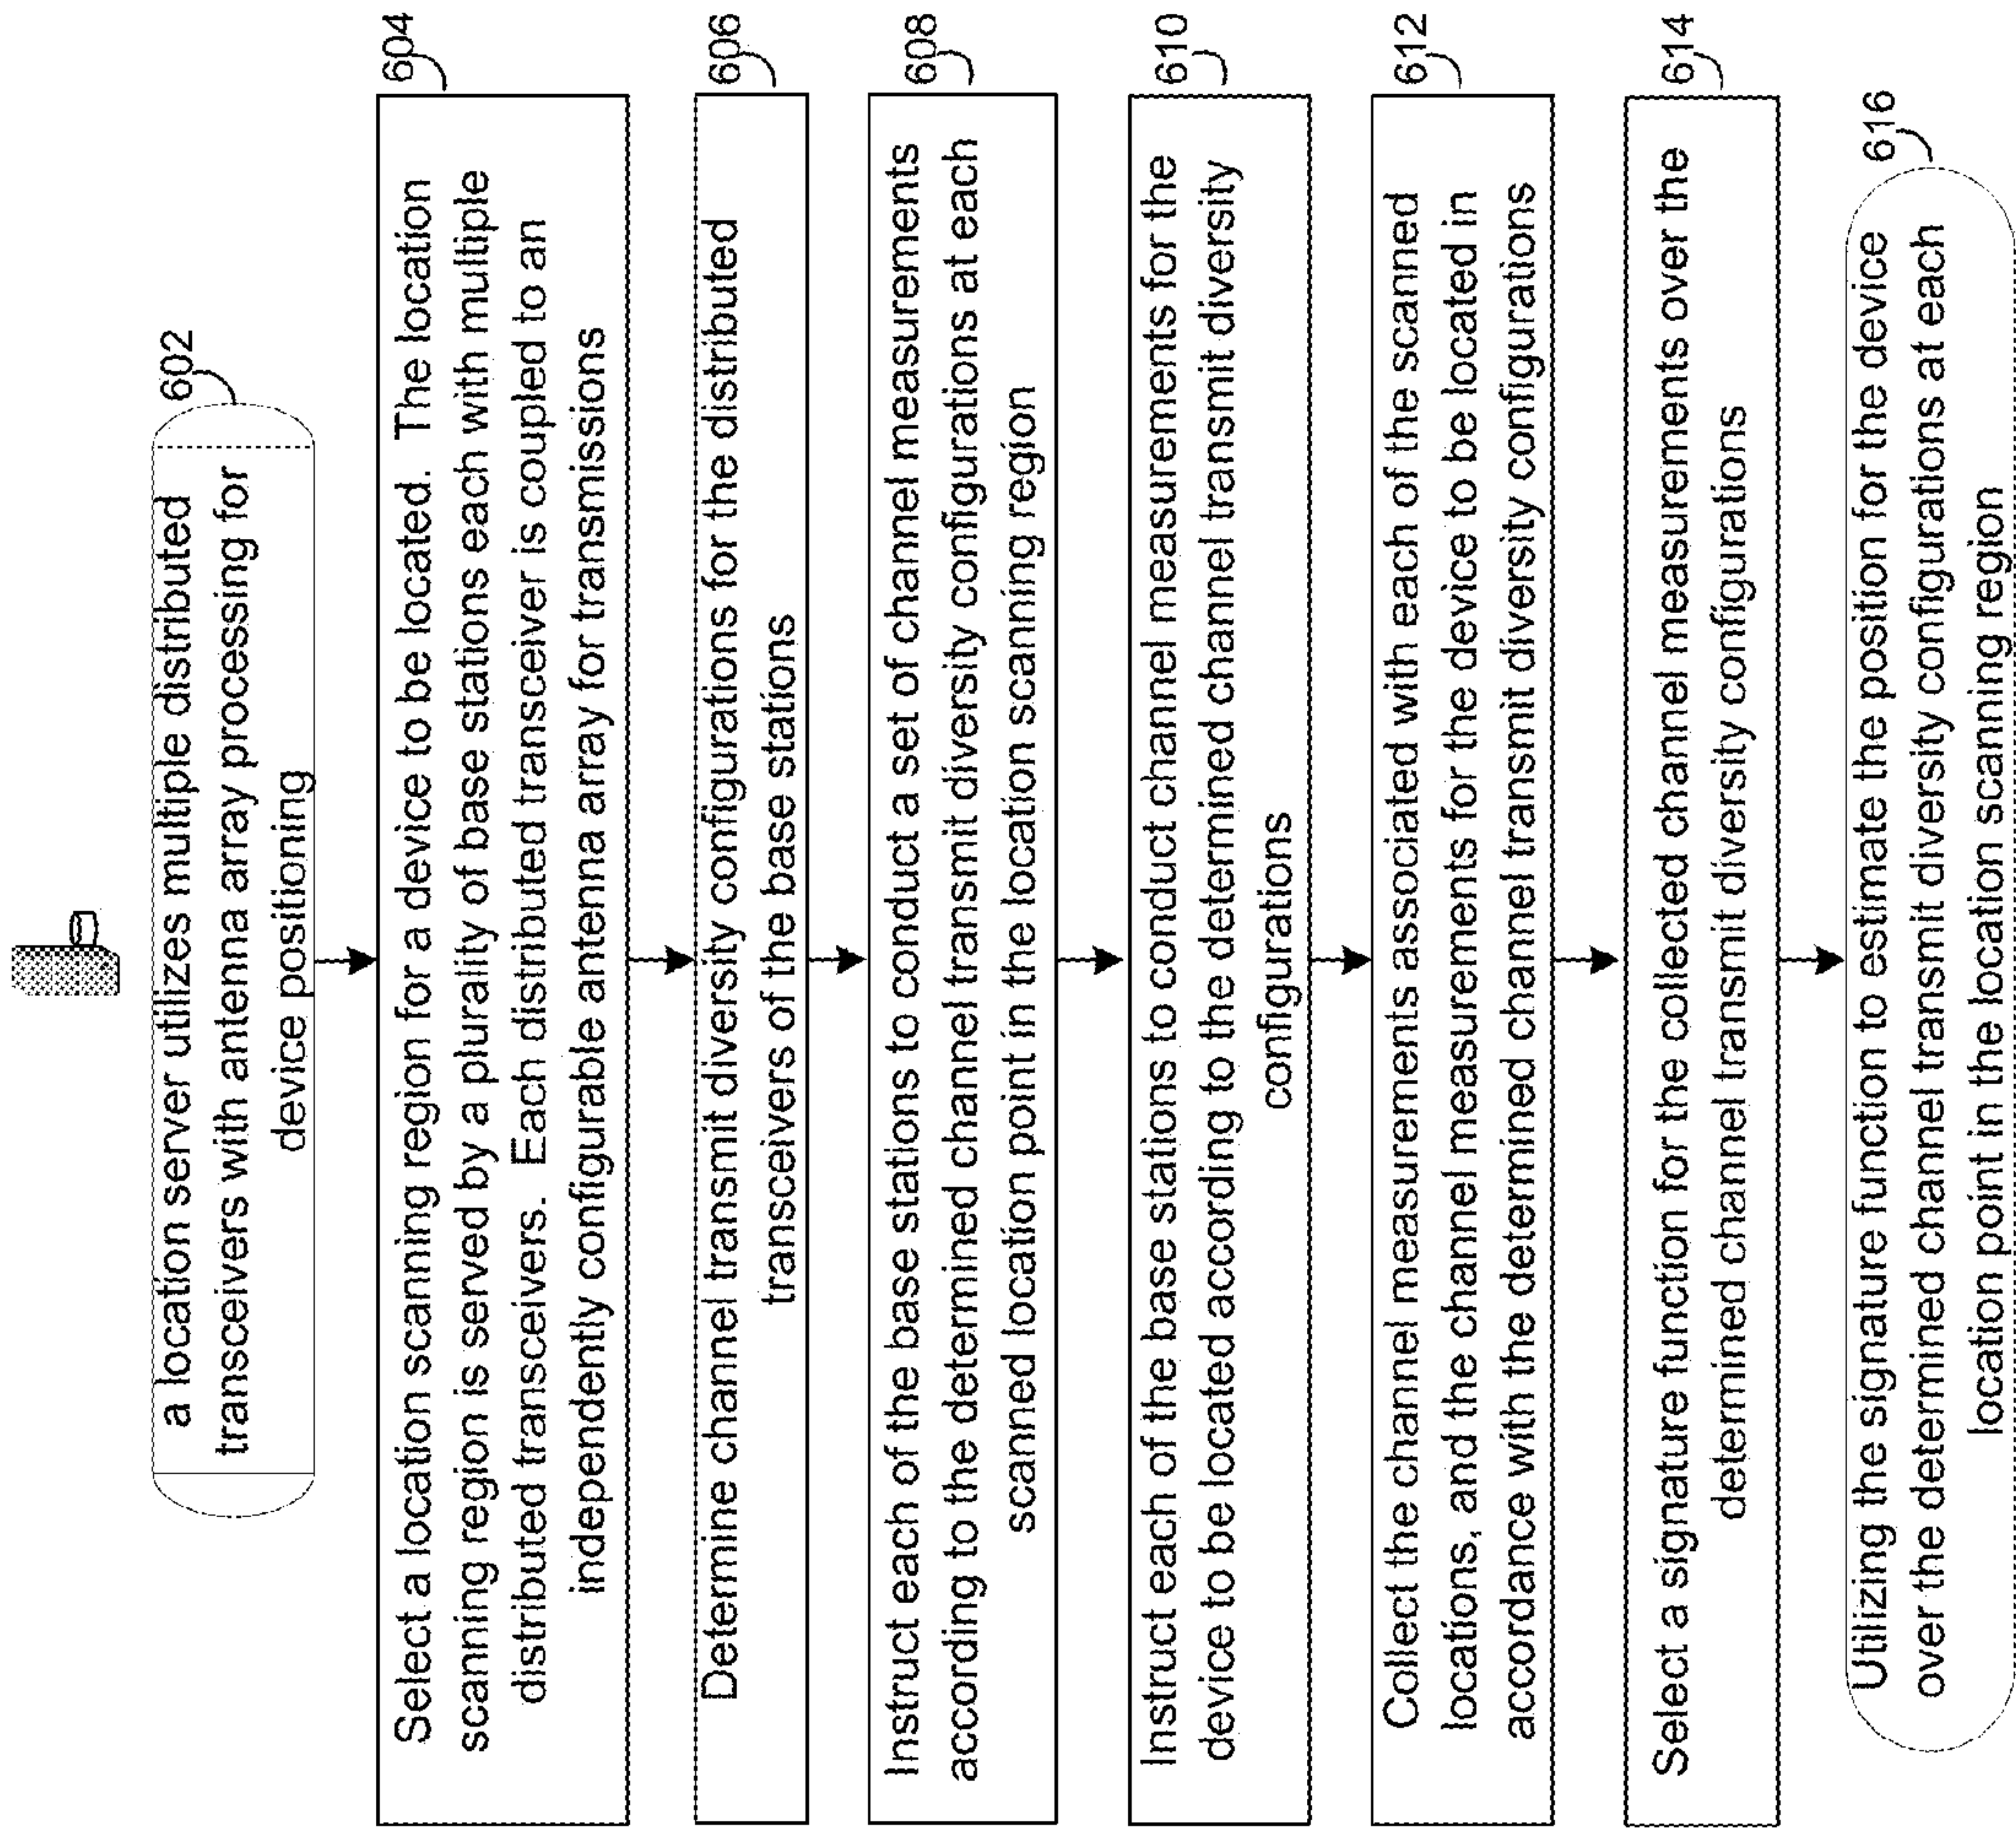 a location server utilizes multiple distributed
transceivers with antenna array processing for
device positioning
602
Select a location scanning region for a device to be located. The location
scanning region is served by a plurality of base stations each with multiple
distributed transceivers. Each distributed transceiver is coupled to an
independently configurable antenna array for transmissions
604
Determine channel transmit diversity configurations for the distributed
transceivers of the base stations
606
Instruct each of the base stations to conduct a set of channel measurements
according to the determined channel transmit diversity configurations at each
scanned location point in the location scanning region
608
Instruct each of the base stations to conduct channel measurements for the
device to be located according to the determined channel transmit diversity
configurations
610
Collect the channel measurements associated with each of the scanned
locations, and the channel measurements for the device to be located in
accordance with the determined channel transmit diversity configurations
612
Select a signature function for the collected channel measurements over the
determined channel transmit diversity configurations
614
Utilizing the signature function to estimate the position for the device
over the determined channel transmit diversity configurations at each
location point in the location scanning region
616